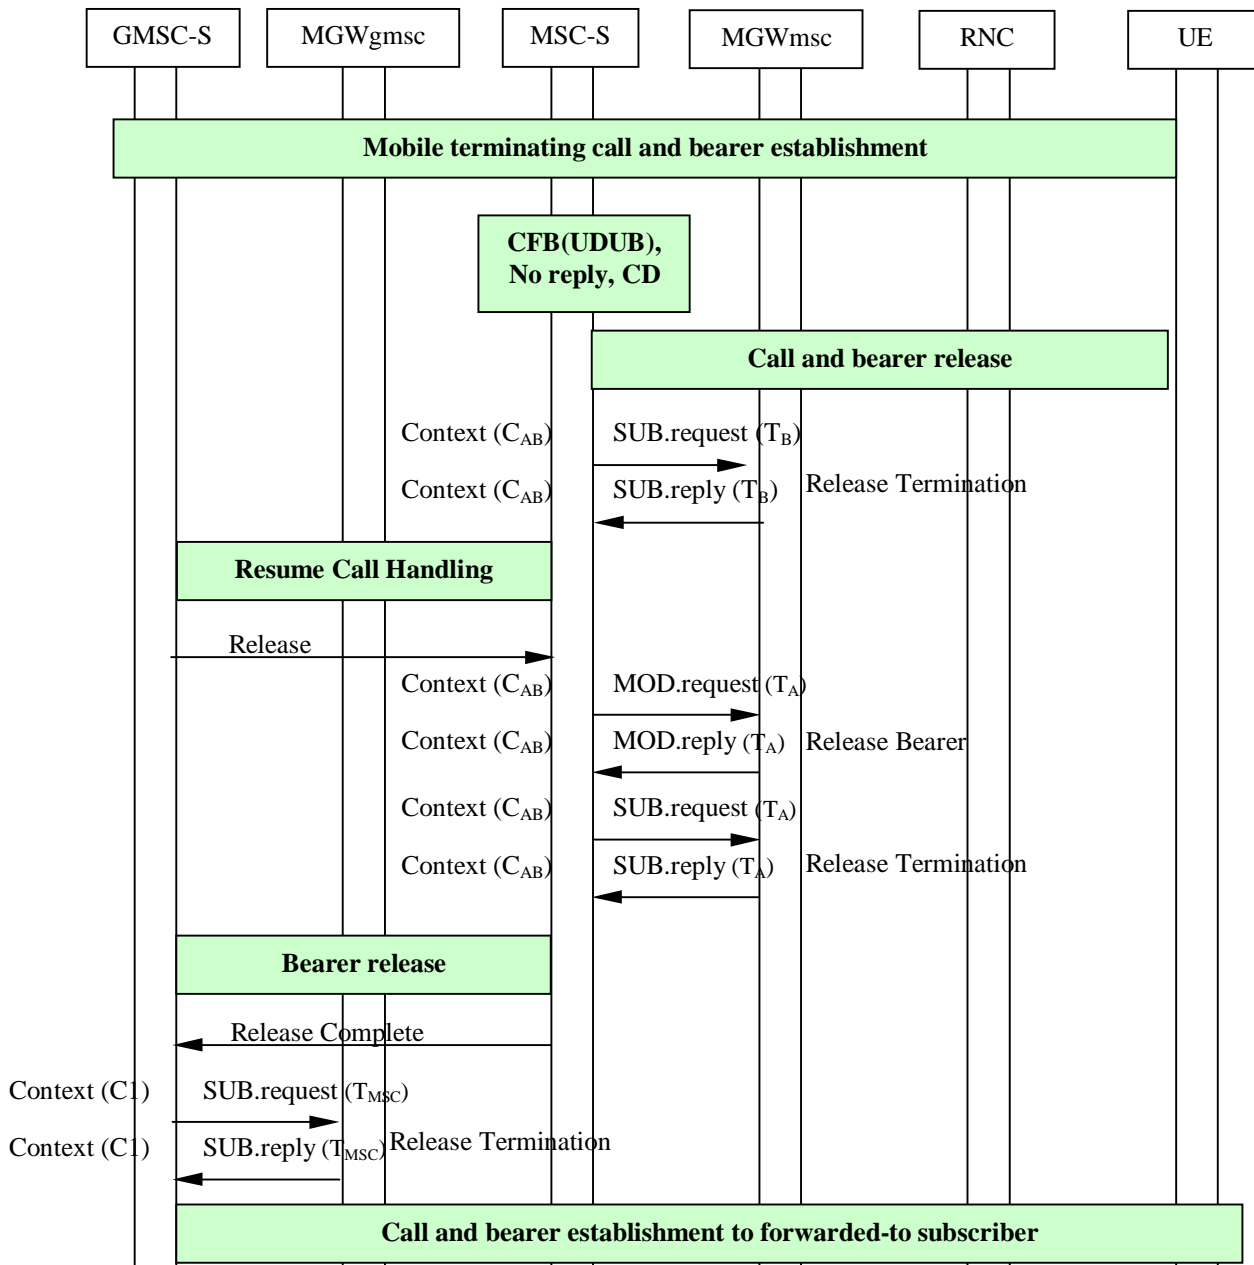 GMSC-S MGWgmsc MSC-S MGWmsc RNC UE
Mobile terminating call and bearer establishment
CFB(UDUB),
No reply, CD
Call and bearer release
Context (CAB) SUB.request (TB)
Context (CAB) SUB.reply (TB) Release Termination
Resume Call Handling
Release
Context (CAB) MOD.request (TA)
Context (CAB) MOD.reply (TA) Release Bearer
Context (CAB) SUB.request (TA)
Context (CAB) SUB.reply (TA) Release Termination
Bearer release
Release Complete
Context (C1) SUB.request (TMSC)
Context (C1) SUB.reply (TMSC) Release Termination
Call and bearer establishment to forwarded-to subscriber